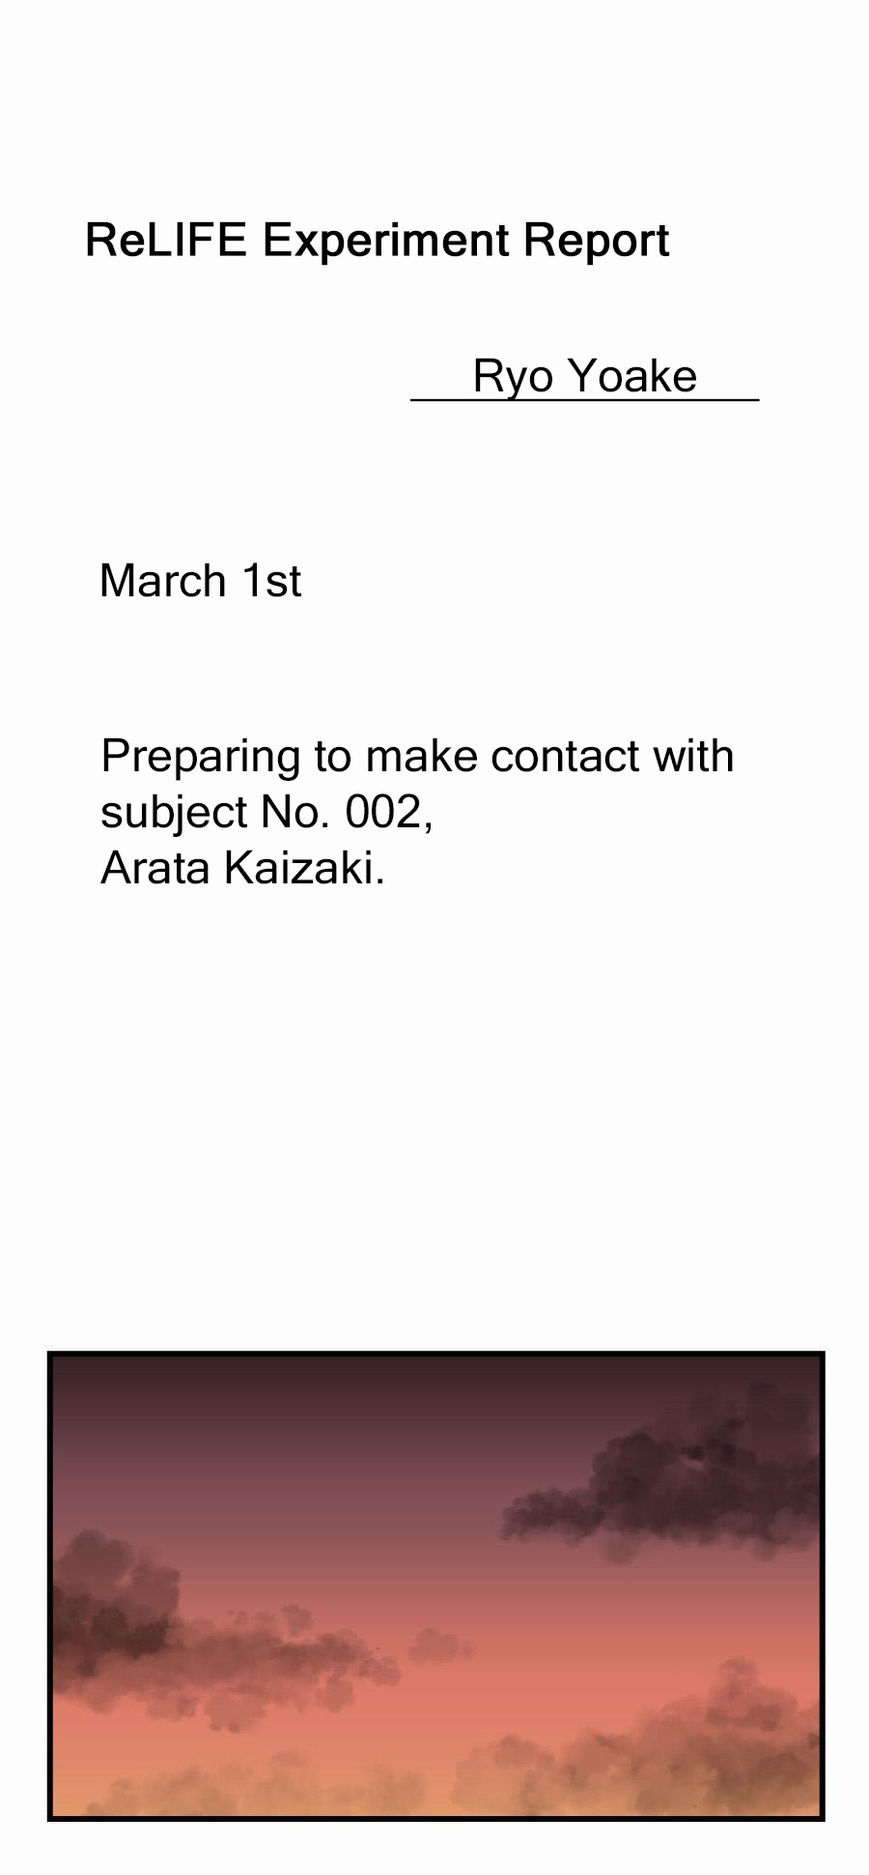 ReLIFE Experiment Report
Ryo Yoake
March 1st
Preparing to make contact with
subject No. 002,
Arata Kaizaki.